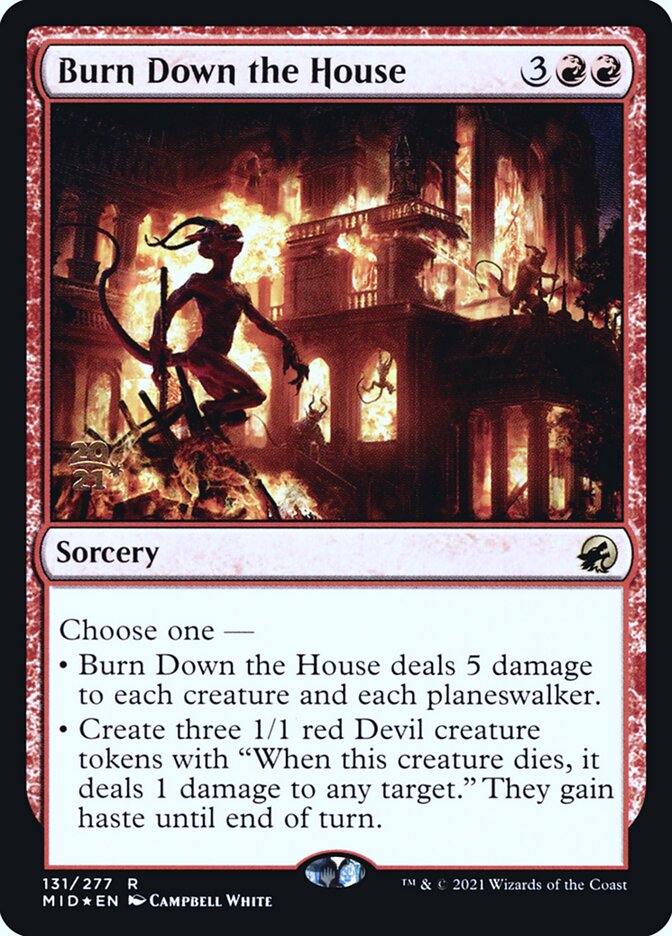 Burn Down the House 3
2021
Sorcery
Choose one —
• Burn Down the House deals 5 damage
to each creature and each planeswalker.
• Create three 1/1 red Devil creature
tokens with “When this creature dies, it
deals 1 damage to any target.” They gain
haste until end of turn.
131/277 R
MID★EN Campbell White
™ & © 2021 Wizards of the Coast